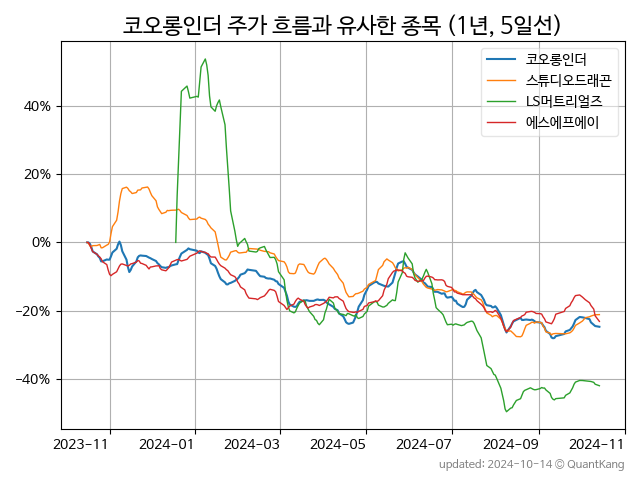 코오롱인더 주가 흐름과 유사한 종목 (1년, 5일선)
코오롱인더
스튜디오드래곤
LS머트리얼즈
에스에프에이
40%
20%
0%
−20%
−40%
2023-11 2024-01 2024-03 2024-05 2024-07 2024-09 2024-11
updated: 2024-10-14 © QuantKang